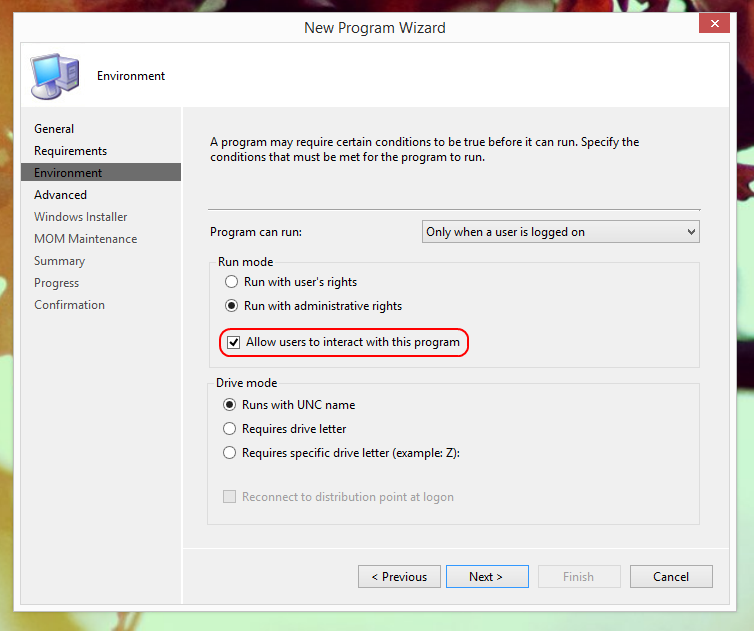 New Program Wizard
Environment
General
Requirements
Environment
Advanced
Windows Installer
MOM Maintenance
Summary
Progress
Confirmation
A program may require certain conditions to be true before it can run. Specify the
conditions that must be met for the program to run.
Program can run: Only when a user is logged on
Run mode
Run with user's rights
Run with administrative rights
Allow users to interact with this program
Drive mode
Runs with UNC name
Requires drive letter
Requires specific drive letter (example: Z):
Reconnect to distribution point at logon
< Previous Next > Finish Cancel